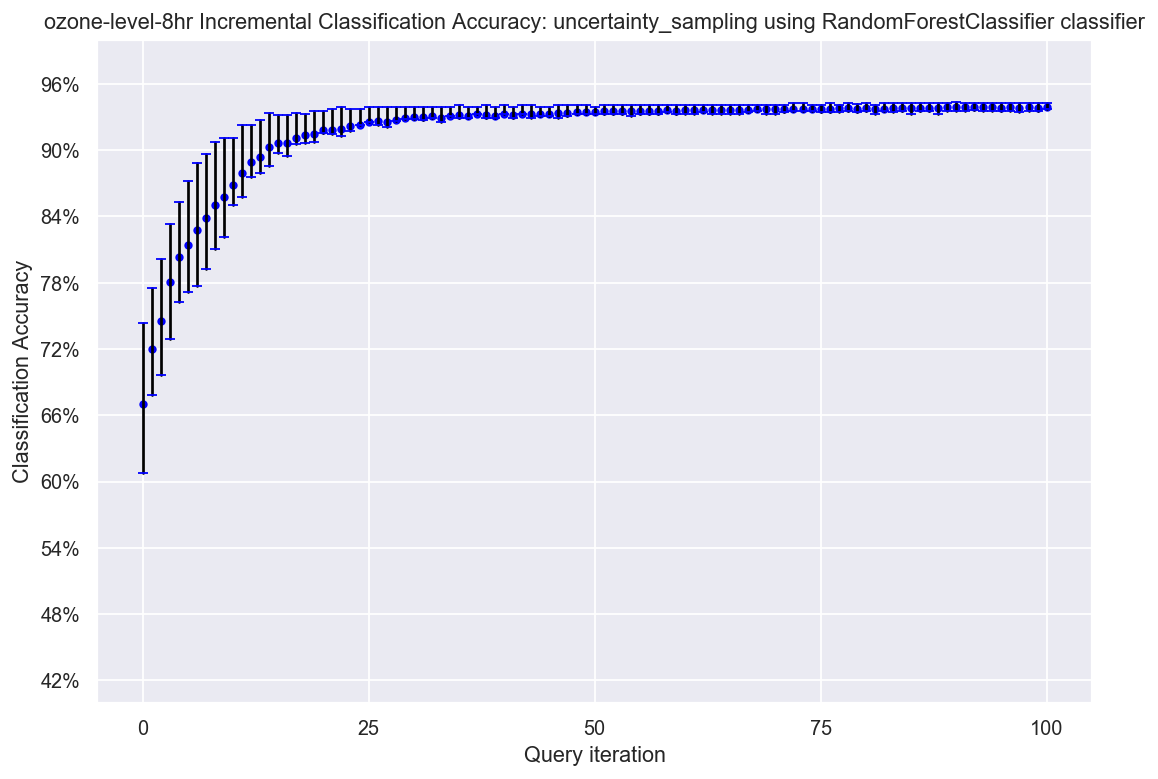 ozone-level-8hr Incremental Classification Accuracy: uncertainty_sampling using RandomForestClassifier classifier
96%
90%
84%
78%
72%
66%
60%
54%
48%
42%
Classification Accuracy
0 25 50 75 100
Query iteration